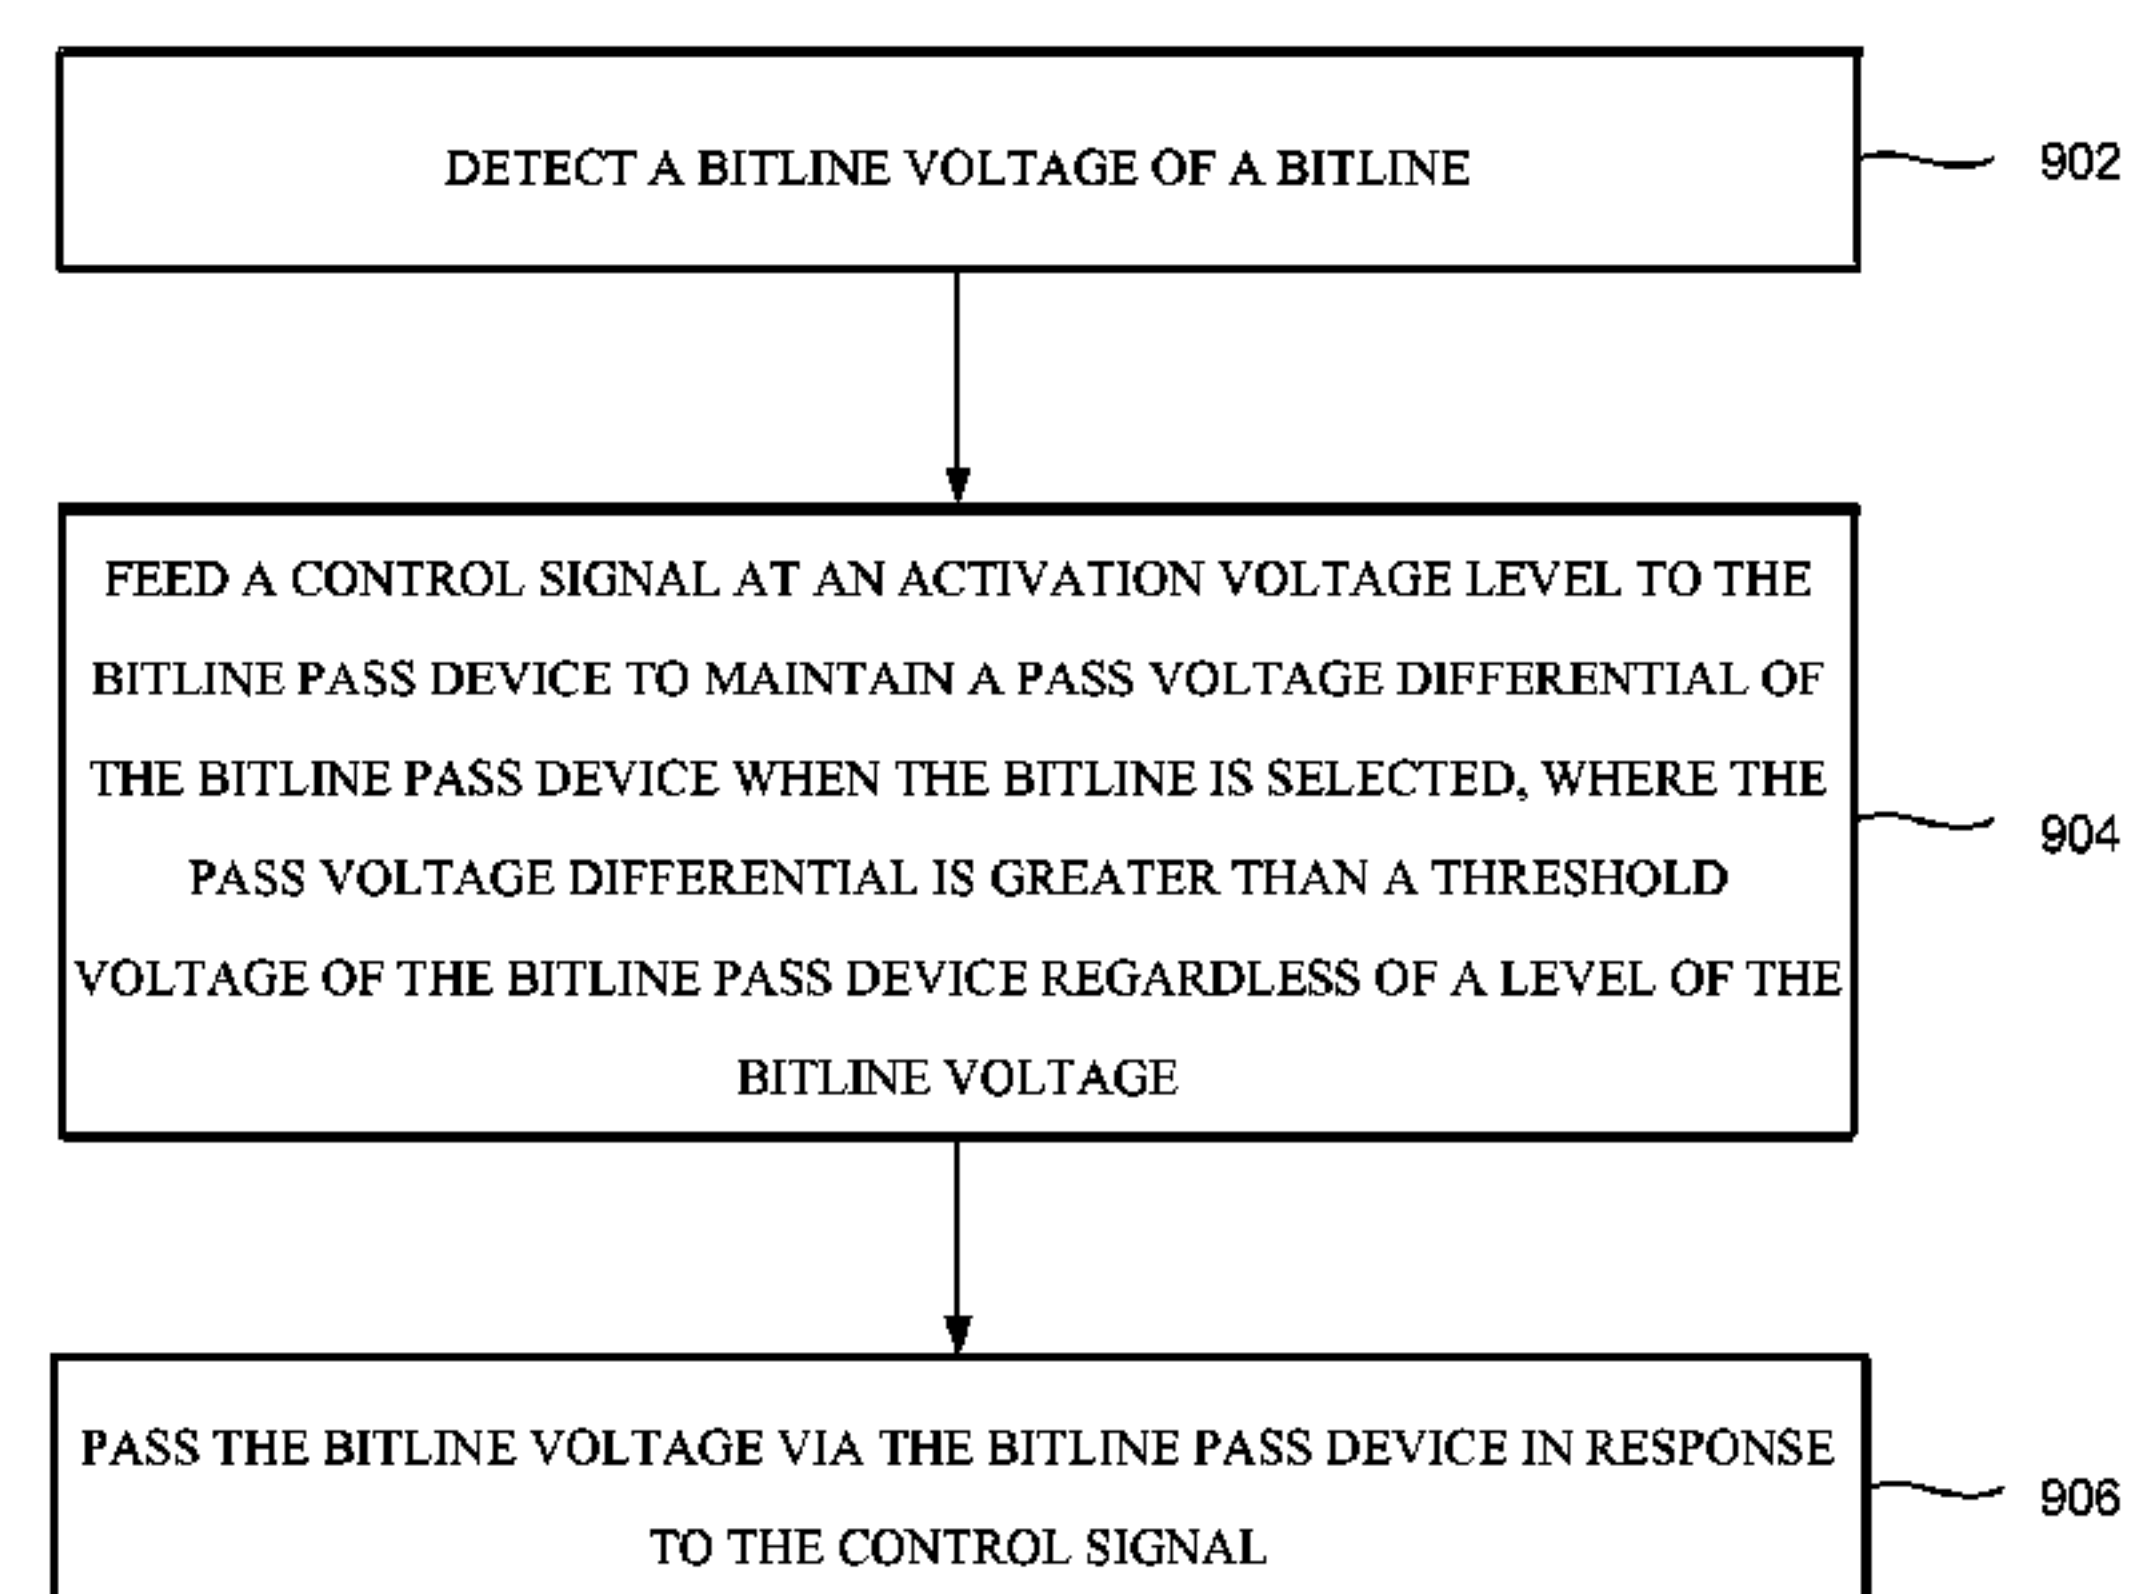 DETECT A BITLINE VOLTAGE OF A BITLINE
902
FEED A CONTROL SIGNAL AT AN ACTIVATION VOLTAGE LEVEL TO THE
BITLINE PASS DEVICE TO MAINTAIN A PASS VOLTAGE DIFFERENTIAL OF
THE BITLINE PASS DEVICE WHEN THE BITLINE IS SELECTED, WHERE THE
PASS VOLTAGE DIFFERENTIAL IS GREATER THAN A THRESHOLD
VOLTAGE OF THE BITLINE PASS DEVICE REGARDLESS OF A LEVEL OF THE
BITLINE VOLTAGE
904
PASS THE BITLINE VOLTAGE VIA THE BITLINE PASS DEVICE IN RESPONSE
TO THE CONTROL SIGNAL
906